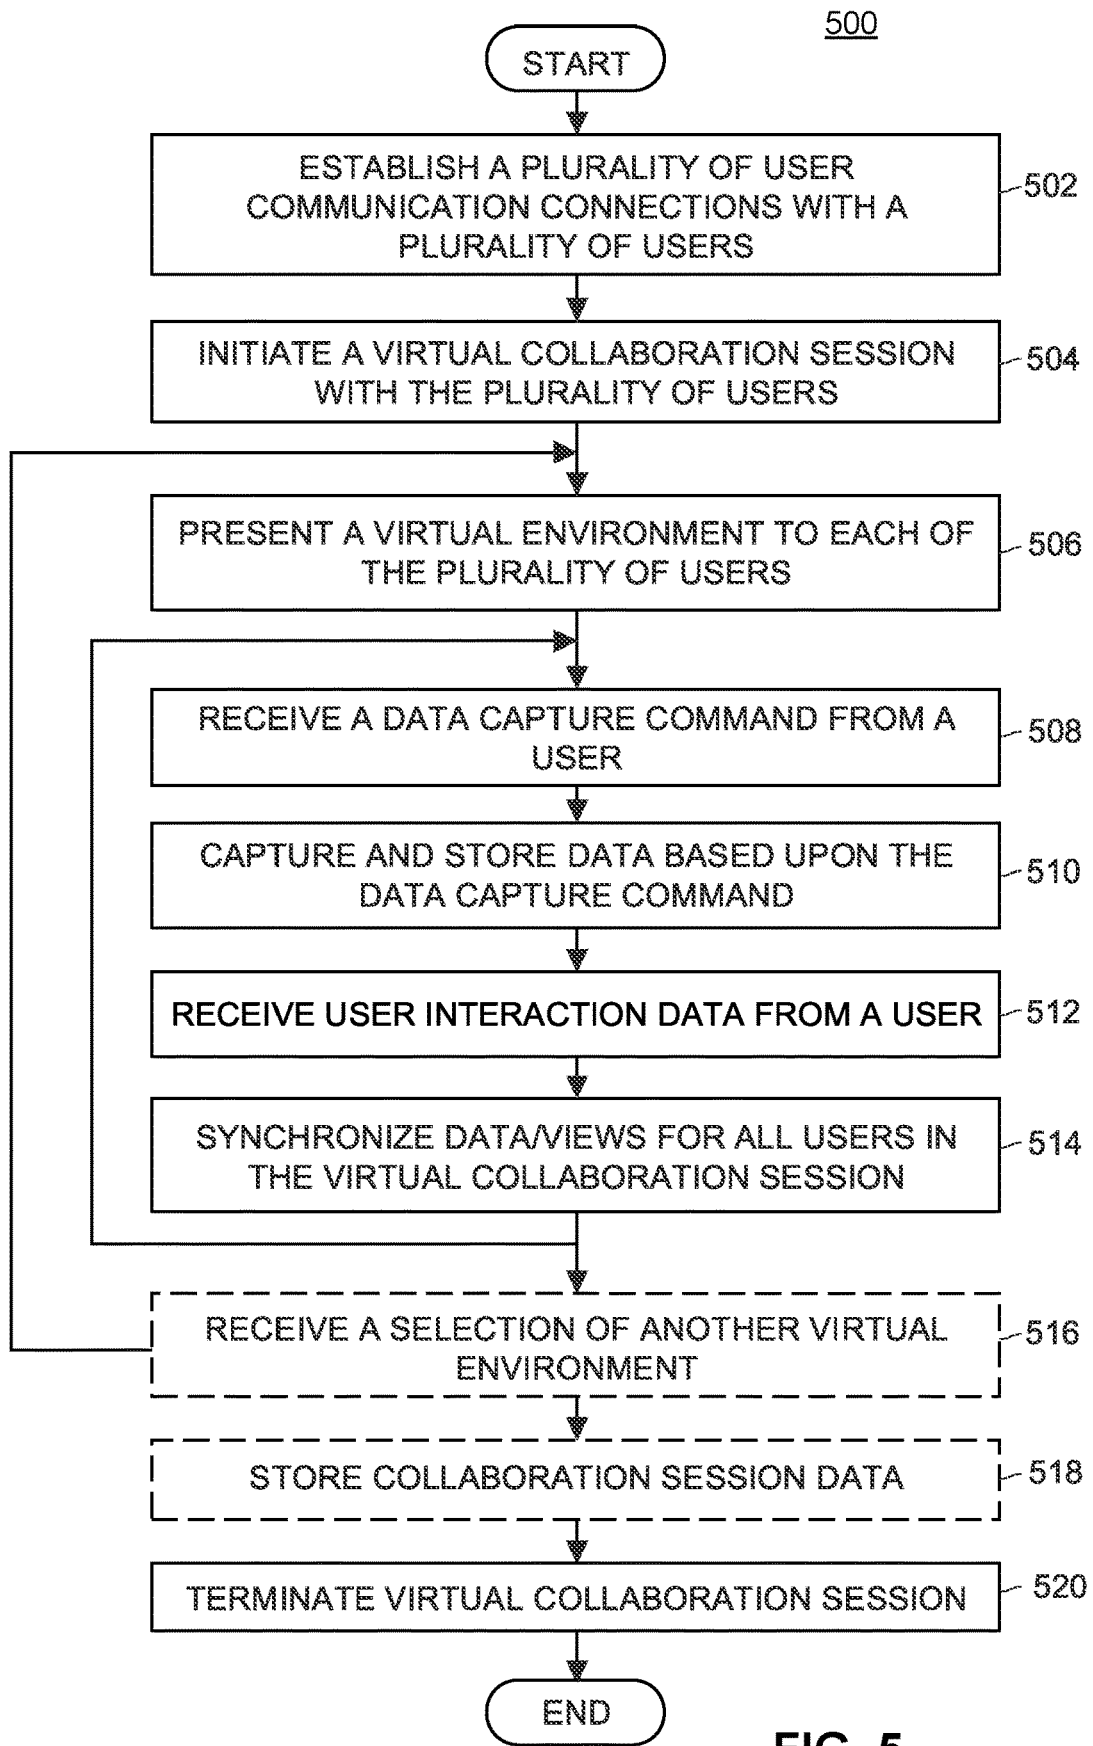 500
START
ESTABLISH A PLURALITY OF USER
COMMUNICATION CONNECTIONS WITH A
PLURALITY OF USERS
502
INITIATE A VIRTUAL COLLABORATION SESSION
WITH THE PLURALITY OF USERS
504
PRESENT A VIRTUAL ENVIRONMENT TO EACH OF
THE PLURALITY OF USERS
506
RECEIVE A DATA CAPTURE COMMAND FROM A
USER
508
CAPTURE AND STORE DATA BASED UPON THE
DATA CAPTURE COMMAND
510
RECEIVE USER INTERACTION DATA FROM A USER
512
SYNCHRONIZE DATA/VIEWS FOR ALL USERS IN
THE VIRTUAL COLLABORATION SESSION
514
RECEIVE A SELECTION OF ANOTHER VIRTUAL
ENVIRONMENT
516
STORE COLLABORATION SESSION DATA
518
TERMINATE VIRTUAL COLLABORATION SESSION
520
END
FIG. 5